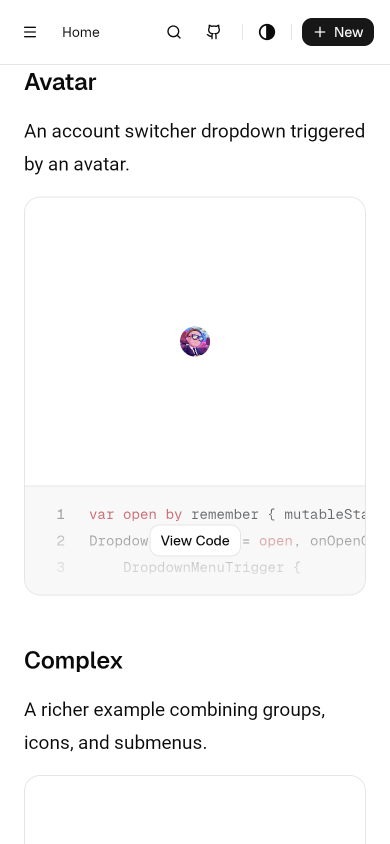 Home
New
Avatar
An account switcher dropdown triggered
by an avatar.
1 var open by remember { mutableSta
2 Dropdow = open, onOpen
View Code
3 DropdownMenuTrigger {
Complex
A richer example combining groups,
icons, and submenus.